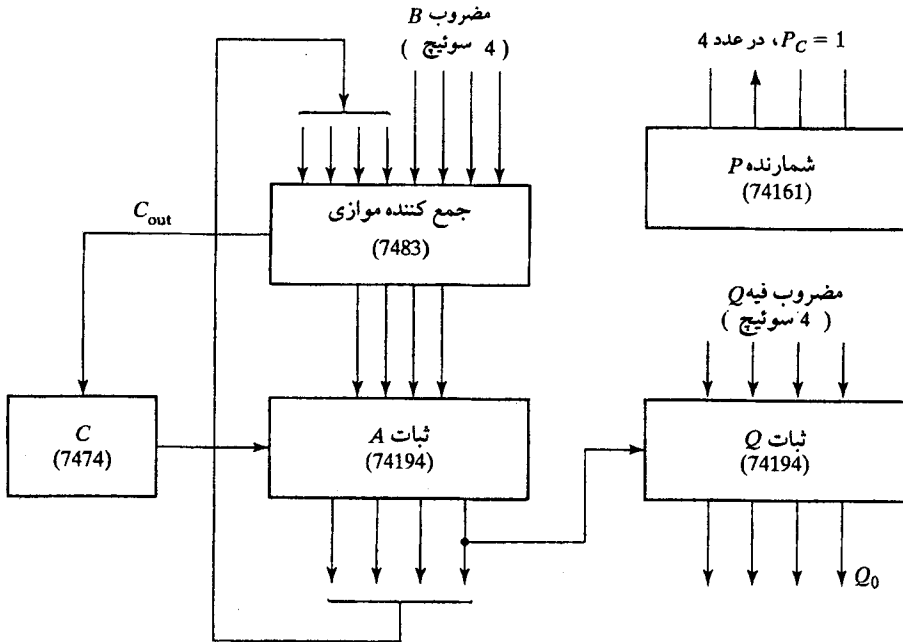 مضروب B
( 4 سوئیچ )
P_C = 1 ، در عدد 4
شمارنده P
(74161)
جمع کننده موازی
(7483)
C_out
مضروب فیه Q
( 4 سوئیچ )
C
(7474)
ثبات A
(74194)
ثبات Q
(74194)
Q_0